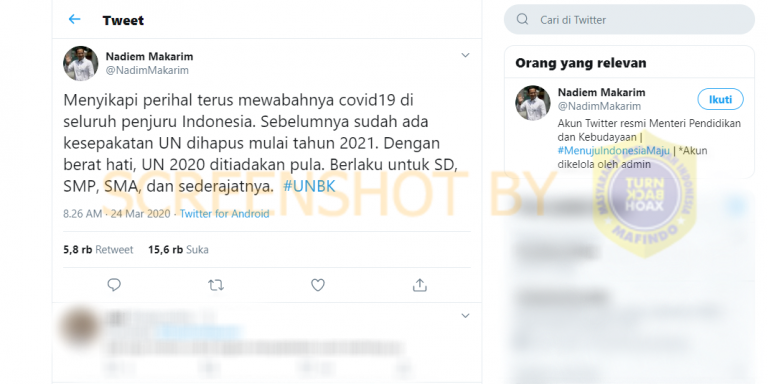 Tweet
Nadiem Makarim
@NadimMakarim
Menyikapi perihal terus mewabahnya covid19 di
seluruh penjuru Indonesia. Sebelumnya sudah ada
kesepakatan UN dihapus mulai tahun 2021. Dengan
berat hati, UN 2020 ditiadakan pula. Berlaku untuk SD,
SMP, SMA, dan sederajatnya. #UNBK
8.26 AM · 24 Mar 2020 · Twitter for Android
5,8 rb Retweet 15,6 rb Suka
Cari di Twitter
Orang yang relevan
Nadiem Makarim
@NadimMakarim
Ikuti
Akun Twitter resmi Menteri Pendidikan
dan Kebudayaan |
#MenujuIndonesiaMaju | *Akun
dikelola oleh admin
SCREENSHOT BY
MASYARAKAT ANTI FITNAH INDONESIA
TURN
BACK
HOAX
MAFINDO